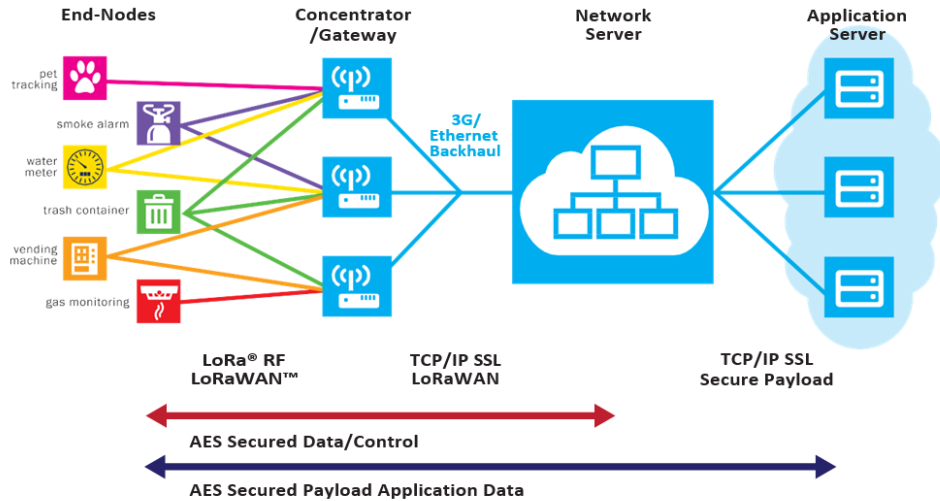 End-Nodes
Concentrator
/Gateway
Network
Server
Application
Server
pet
tracking
smoke alarm
water
meter
trash container
vending
machine
gas monitoring
3G/
Ethernet
Backhaul
LoRa® RF
LoRaWAN™
TCP/IP SSL
LoRaWAN
TCP/IP SSL
Secure Payload
AES Secured Data/Control
AES Secured Payload Application Data